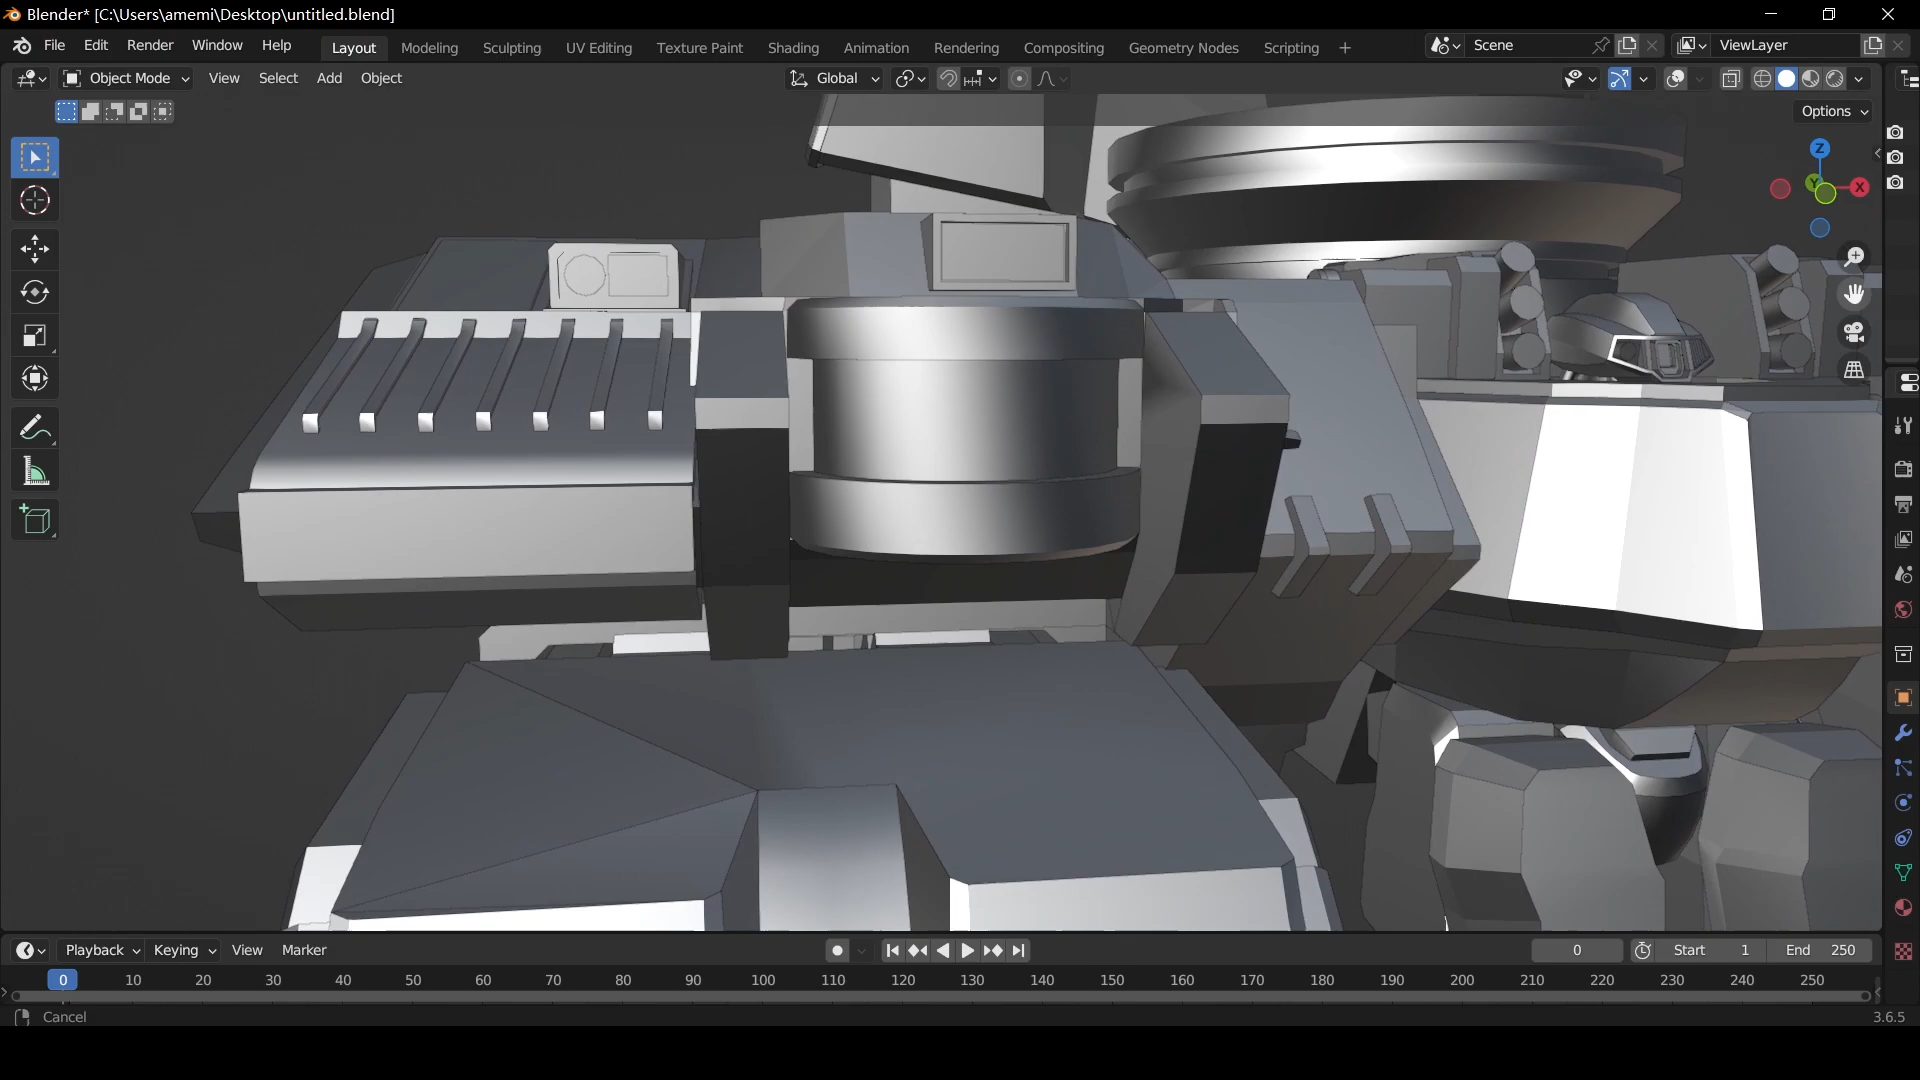 Blender* [C:\Users\amemi\Desktop\untitled.blend]
File Edit Render Window Help Layout Modeling Sculpting UV Editing Texture Paint Shading Animation Rendering Compositing Geometry Nodes Scripting + Scene ViewLayer
Object Mode View Select Add Object Global
Options
Z
Y X
Playback Keying View Marker 0 Start 1 End 250
0 10 20 30 40 50 60 70 80 90 100 110 120 130 140 150 160 170 180 190 200 210 220 230 240 250
Cancel 3.6.5